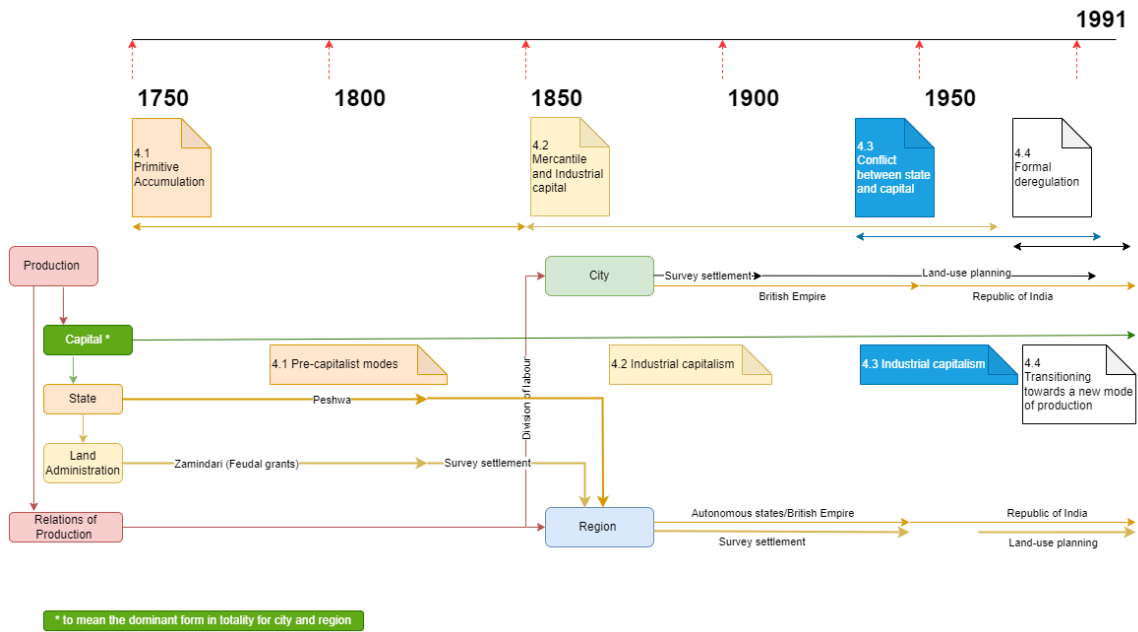 1991
1750
1800
1850
1900
1950
4.1
Primitive
Accumulation
4.2
Mercantile
and Industrial
capital
4.3
Conflict
between state
and capital
4.4
Formal
deregulation
Production
City
Survey settlement
Land-use planning
British Empire
Republic of India
Capital *
4.1 Pre-capitalist modes
4.2 Industrial capitalism
4.3 Industrial capitalism
4.4
Transitioning
towards a new mode
of production
Division of labour
State
Peshwa
Land
Administration
Zamindari (Feudal grants)
Survey settlement
Relations of
Production
Region
Autonomous states/British Empire
Republic of India
Survey settlement
Land-use planning
* to mean the dominant form in totality for city and region